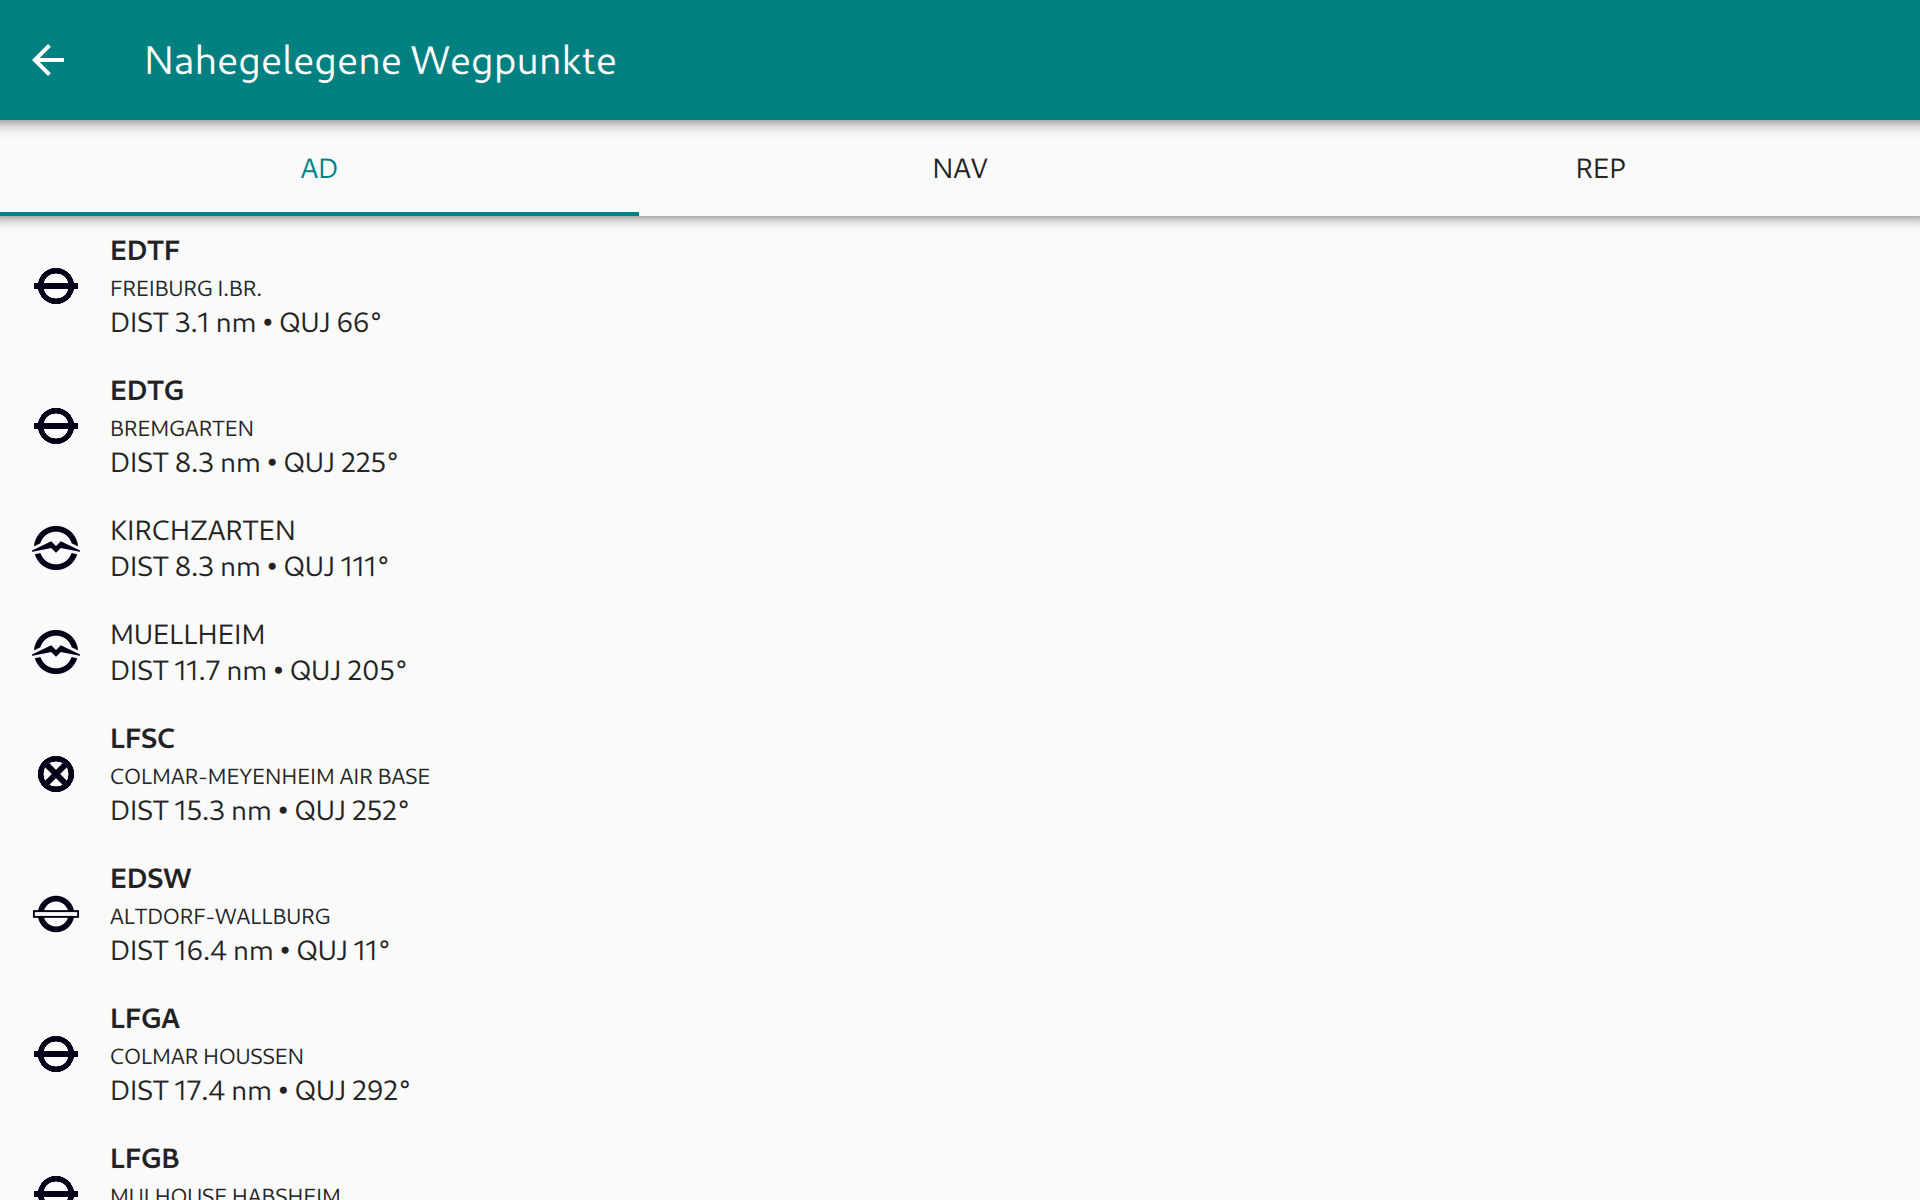 Nahegelegene Wegpunkte
AD
NAV
REP
EDTF
FREIBURG I.BR.
DIST 3.1 nm • QUJ 66°
EDTG
BREMGARTEN
DIST 8.3 nm • QUJ 225°
KIRCHZARTEN
DIST 8.3 nm • QUJ 111°
MUELLHEIM
DIST 11.7 nm • QUJ 205°
LFSC
COLMAR-MEYENHEIM AIR BASE
DIST 15.3 nm • QUJ 252°
EDSW
ALTDORF-WALLBURG
DIST 16.4 nm • QUJ 11°
LFGA
COLMAR HOUSSEN
DIST 17.4 nm • QUJ 292°
LFGB
MULHOUSE HABSHEIM